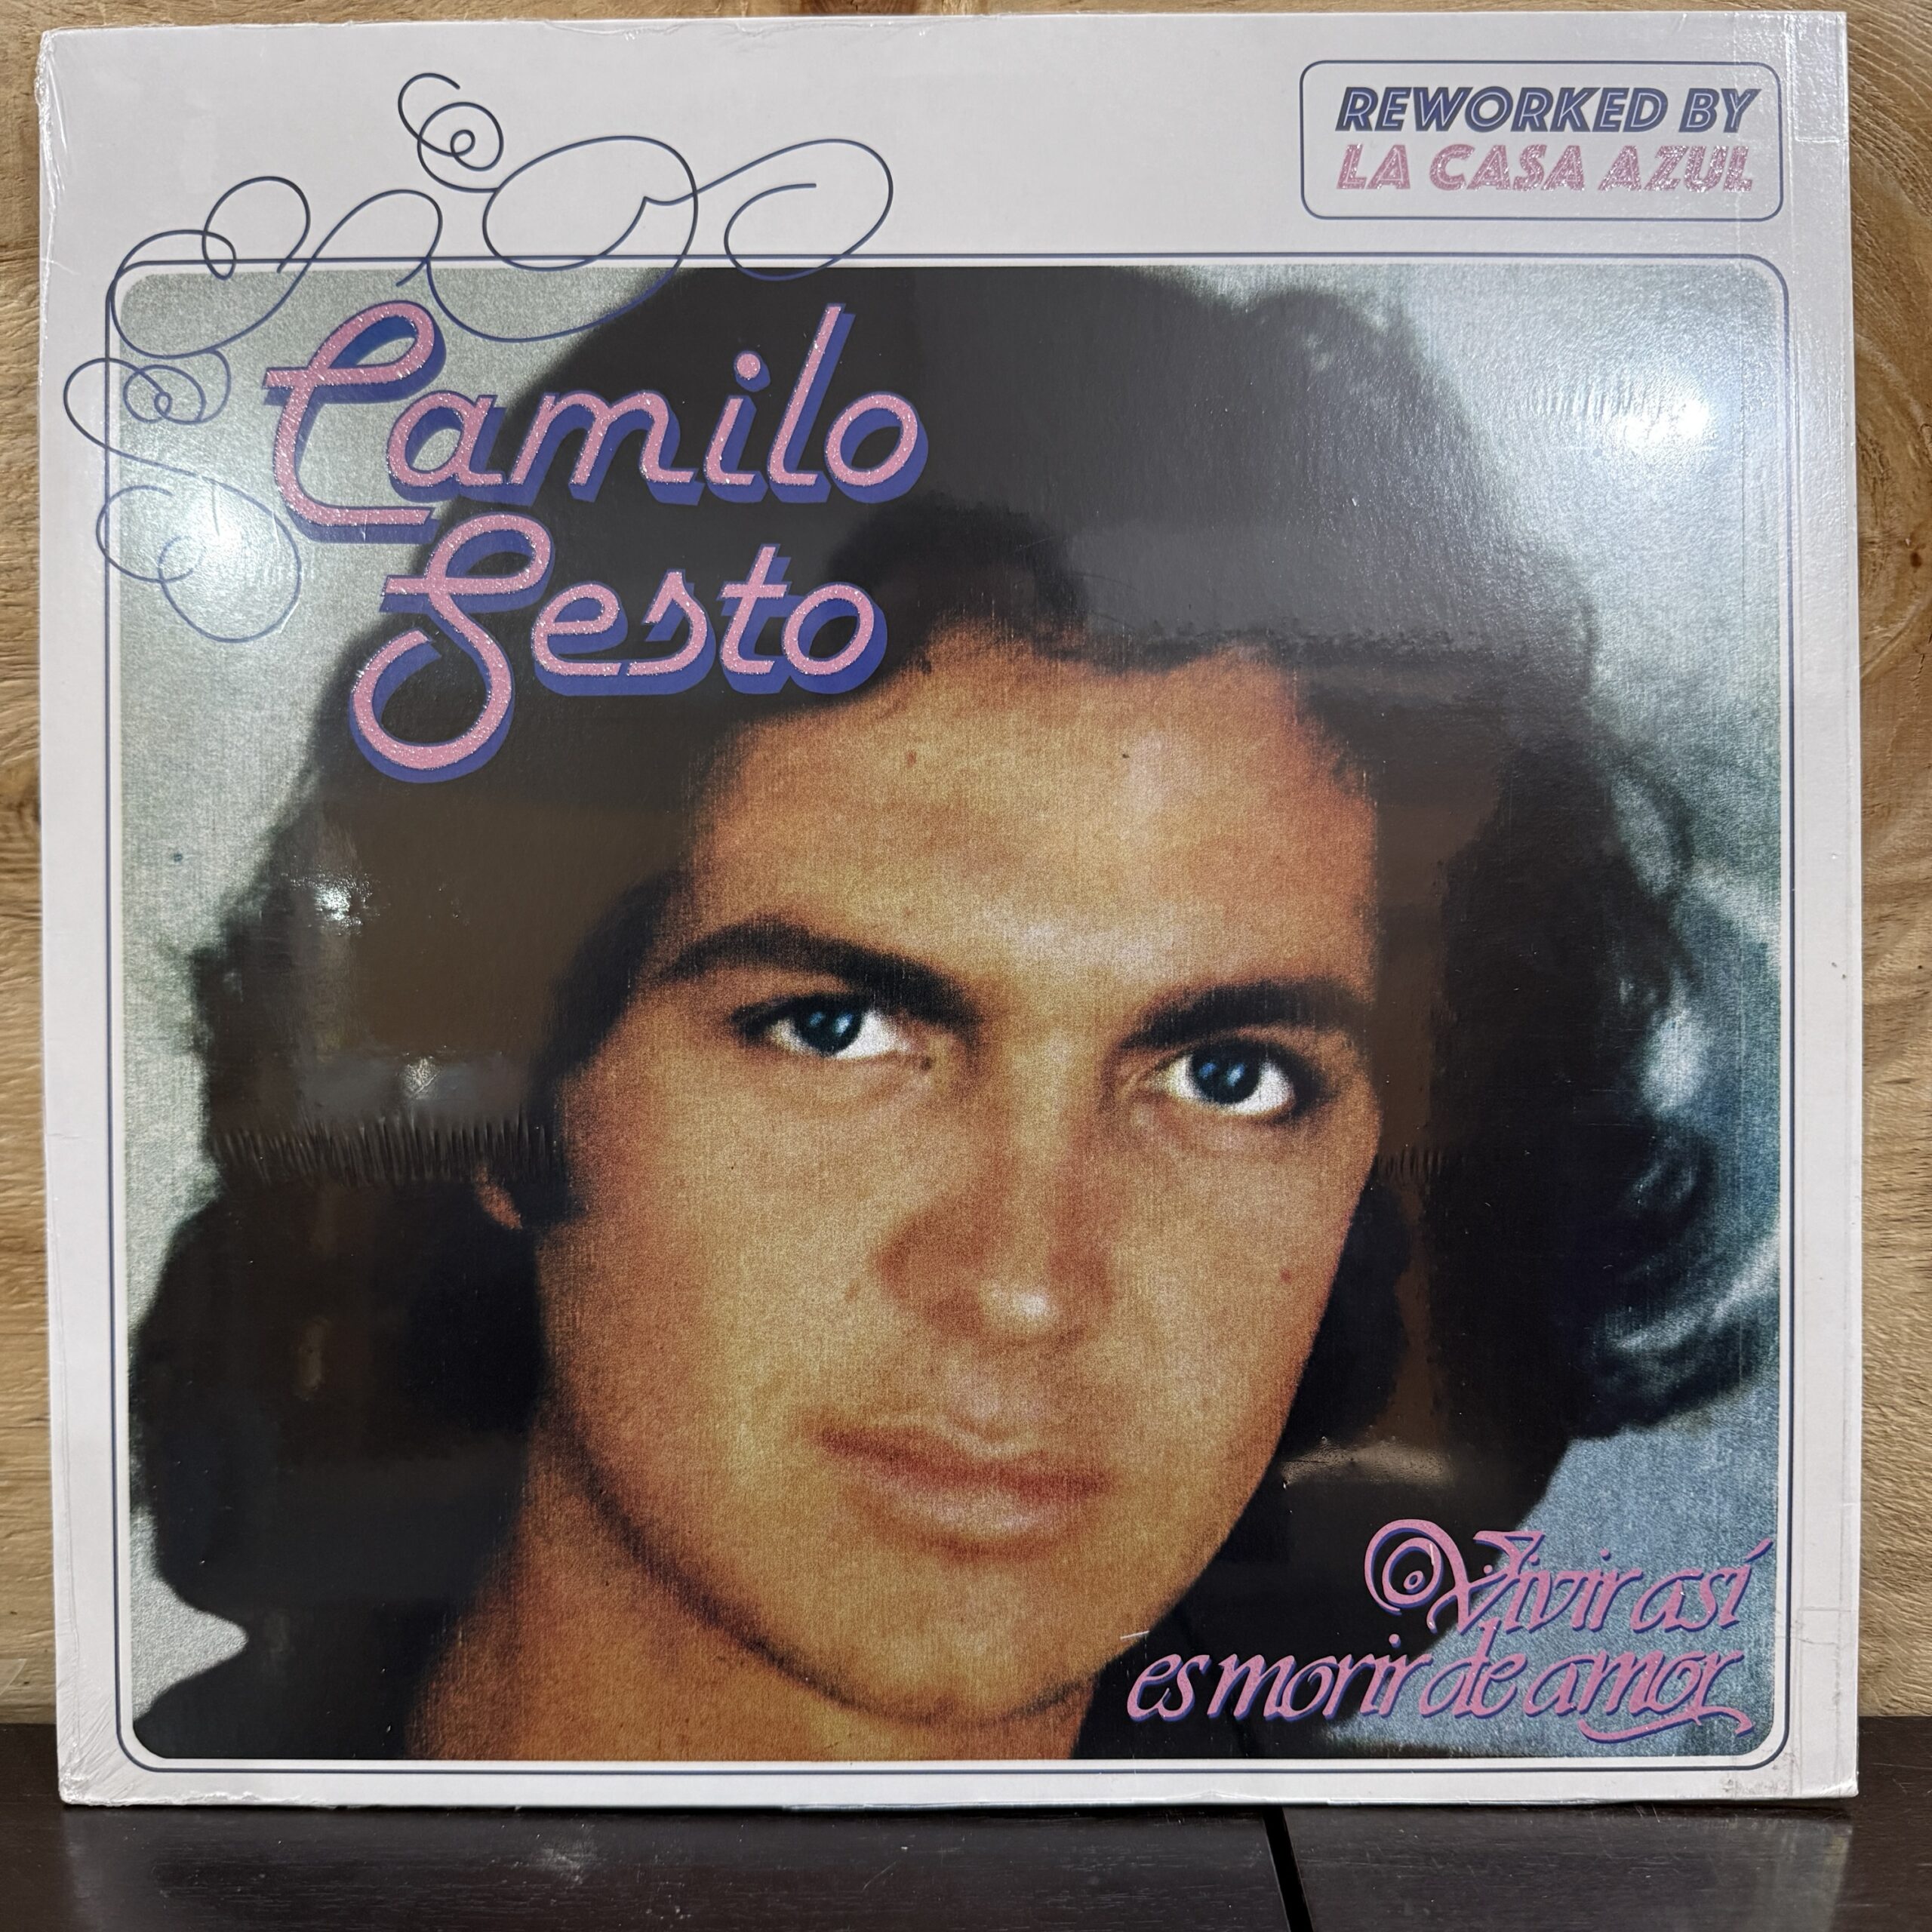 REWORKED BY
LA CASA AZUL
Camilo
Sesto
Vivir así
es morir de amor